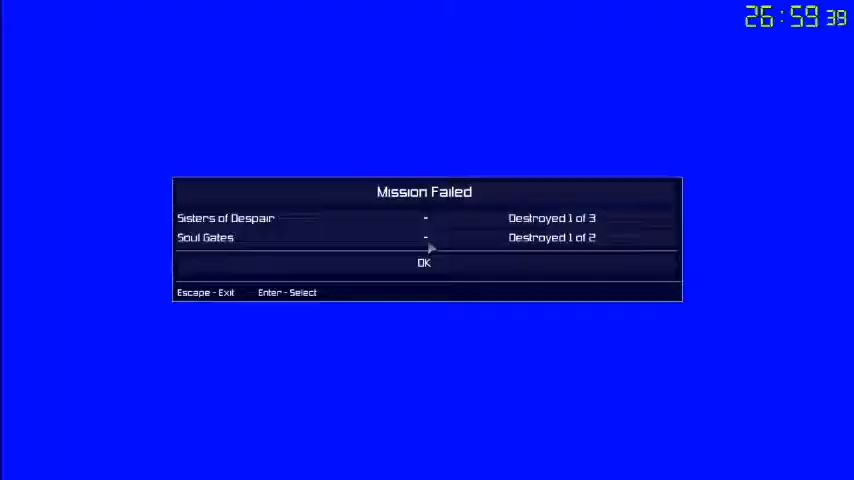 26:59 39
Mission Failed
Sisters of Despair - Destroyed 1 of 3
Soul Gates - Destroyed 1 of 2
OK
Escape - Exit Enter - Select